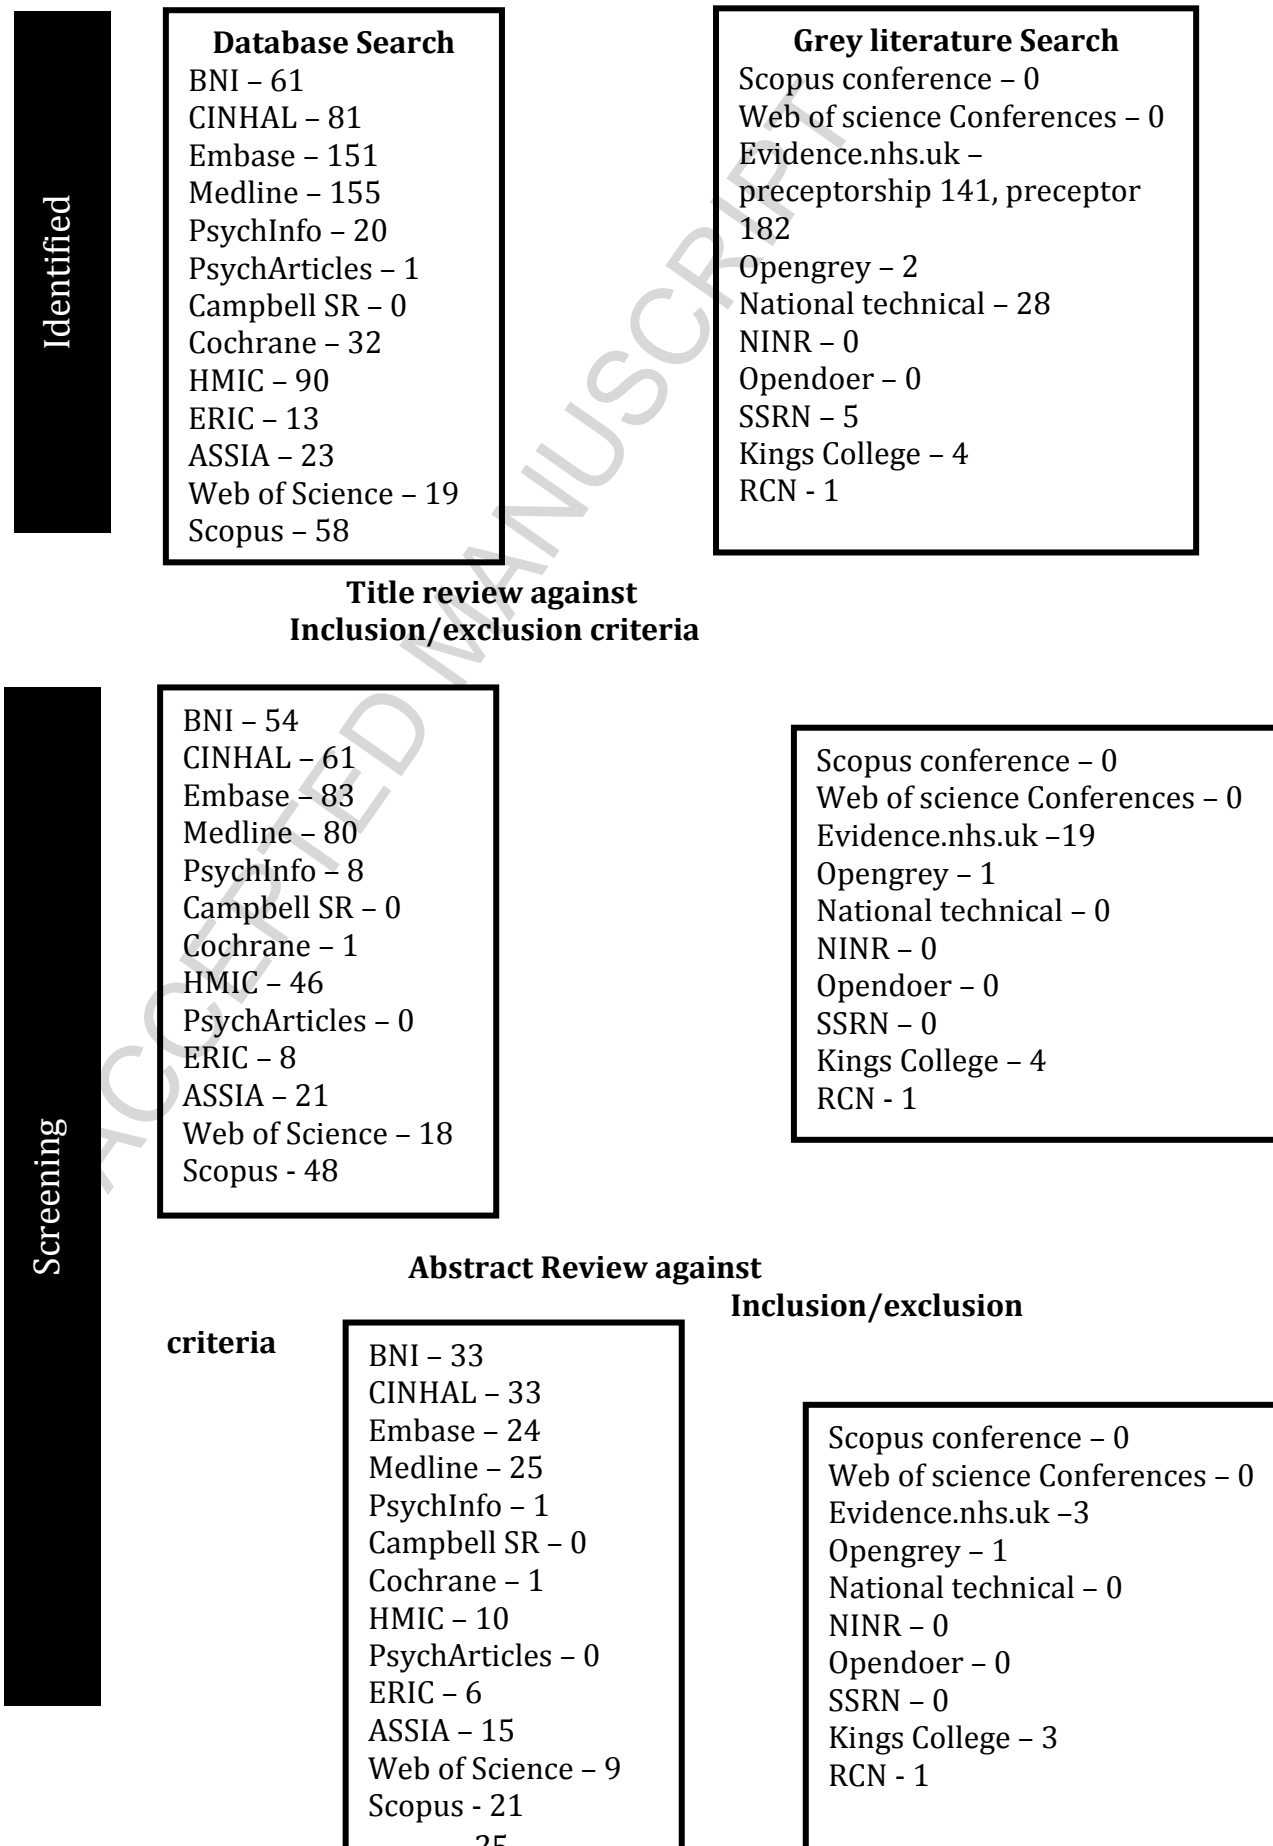 Identified
Database Search
BNI – 61
CINHAL – 81
Embase – 151
Medline – 155
PsychInfo – 20
PsychArticles – 1
Campbell SR – 0
Cochrane – 32
HMIC – 90
ERIC – 13
ASSIA – 23
Web of Science – 19
Scopus – 58
Grey literature Search
Scopus conference – 0
Web of science Conferences – 0
Evidence.nhs.uk –
preceptorship 141, preceptor
182
Opengrey – 2
National technical – 28
NINR – 0
Opendoer – 0
SSRN – 5
Kings College – 4
RCN - 1
Title review against
Inclusion/exclusion criteria
Screening
BNI – 54
CINHAL – 61
Embase – 83
Medline – 80
PsychInfo – 8
Campbell SR – 0
Cochrane – 1
HMIC – 46
PsychArticles – 0
ERIC – 8
ASSIA – 21
Web of Science – 18
Scopus - 48
Scopus conference – 0
Web of science Conferences – 0
Evidence.nhs.uk –19
Opengrey – 1
National technical – 0
NINR – 0
Opendoer – 0
SSRN – 0
Kings College – 4
RCN - 1
Abstract Review against
Inclusion/exclusion
criteria
BNI – 33
CINHAL – 33
Embase – 24
Medline – 25
PsychInfo – 1
Campbell SR – 0
Cochrane – 1
HMIC – 10
PsychArticles – 0
ERIC – 6
ASSIA – 15
Web of Science – 9
Scopus - 21
Scopus conference – 0
Web of science Conferences – 0
Evidence.nhs.uk –3
Opengrey – 1
National technical – 0
NINR – 0
Opendoer – 0
SSRN – 0
Kings College – 3
RCN - 1
ACCEPTED MANUSCRIPT